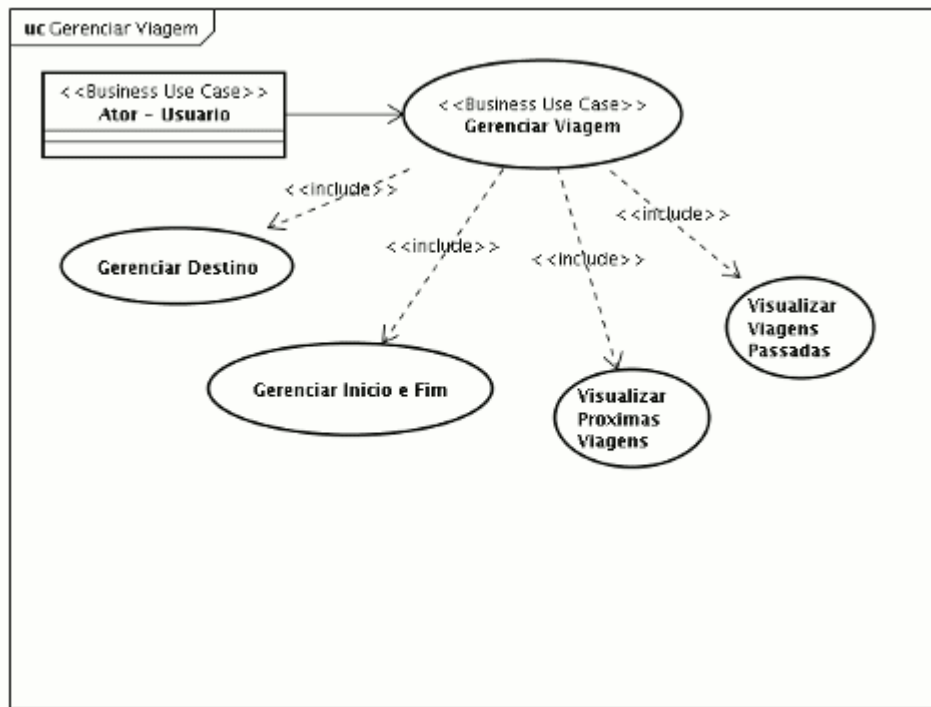 uc Gerenciar Viagem
<<Business Use Case>>
Ator - Usuario
<<Business Use Case>>
Gerenciar Viagem
<<include>>
<<include>>
<<include>>
<<include>>
Gerenciar Destino
Gerenciar Inicio e Fim
Visualizar
Proximas
Viagens
Visualizar
Viagens
Passadas